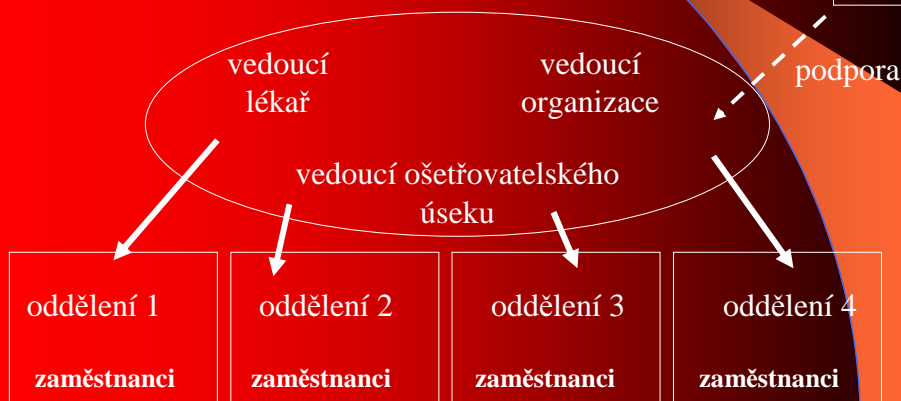 vedoucí
lékař
vedoucí
organizace
podpora
vedoucí ošetřovatelského
úseku
oddělení 1
oddělení 2
oddělení 3
oddělení 4
zaměstnanci
zaměstnanci
zaměstnanci
zaměstnanci